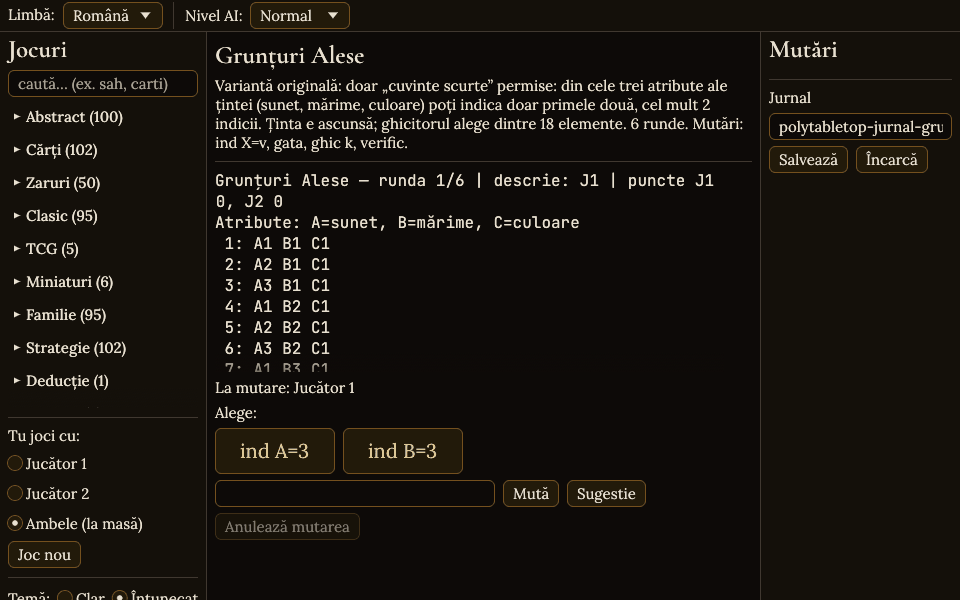 Limbă: Română Nivel AI: Normal
Jocuri
caută... (ex. sah, carti)
Abstract (100)
Cărți (102)
Zaruri (50)
Clasic (95)
TCG (5)
Miniaturi (6)
Familie (95)
Strategie (102)
Deducție (1)
Tu joci cu:
Jucător 1
Jucător 2
Ambele (la masă)
Joc nou
Temă: Clar Întunecat
Grunțuri Alese
Variantă originală: doar „cuvinte scurte” permise: din cele trei atribute ale
țintei (sunet, mărime, culoare) poți indica doar primele două, cel mult 2
indicii. Ținta e ascunsă; ghicitorul alege dintre 18 elemente. 6 runde. Mutări:
ind X=v, gata, ghic k, verific.
Grunțuri Alese — runda 1/6 | descrie: J1 | puncte J1
0, J2 0
Atribute: A=sunet, B=mărime, C=culoare
1: A1 B1 C1
2: A2 B1 C1
3: A3 B1 C1
4: A1 B2 C1
5: A2 B2 C1
6: A3 B2 C1
7: A1 B3 C1
La mutare: Jucător 1
Alege:
ind A=3 ind B=3
Mută Sugestie
Anulează mutarea
Mutări
Jurnal
polytabletop-jurnal-gru
Salvează Încarcă